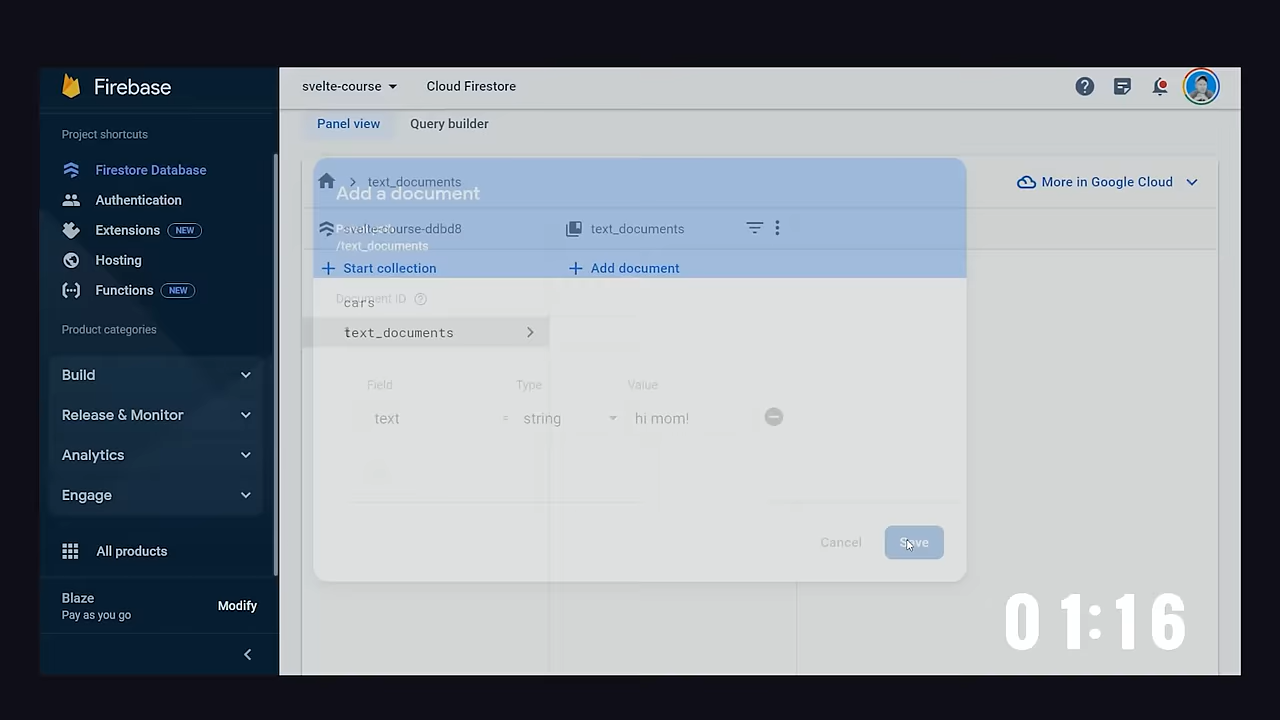 Firebase
Project shortcuts
Firestore Database
Authentication
Extensions NEW
Hosting
Functions NEW
Product categories
Build
Release & Monitor
Analytics
Engage
All products
Blaze
Pay as you go
Modify
svelte-course
Cloud Firestore
Panel view
Query builder
text_documents
Add a document
More in Google Cloud
svelte-course-ddbd8
/text_documents
text_documents
Start collection
Add document
Document ID
cars
text_documents
Field Type Value
text = string hi mom!
Cancel Save
01:16